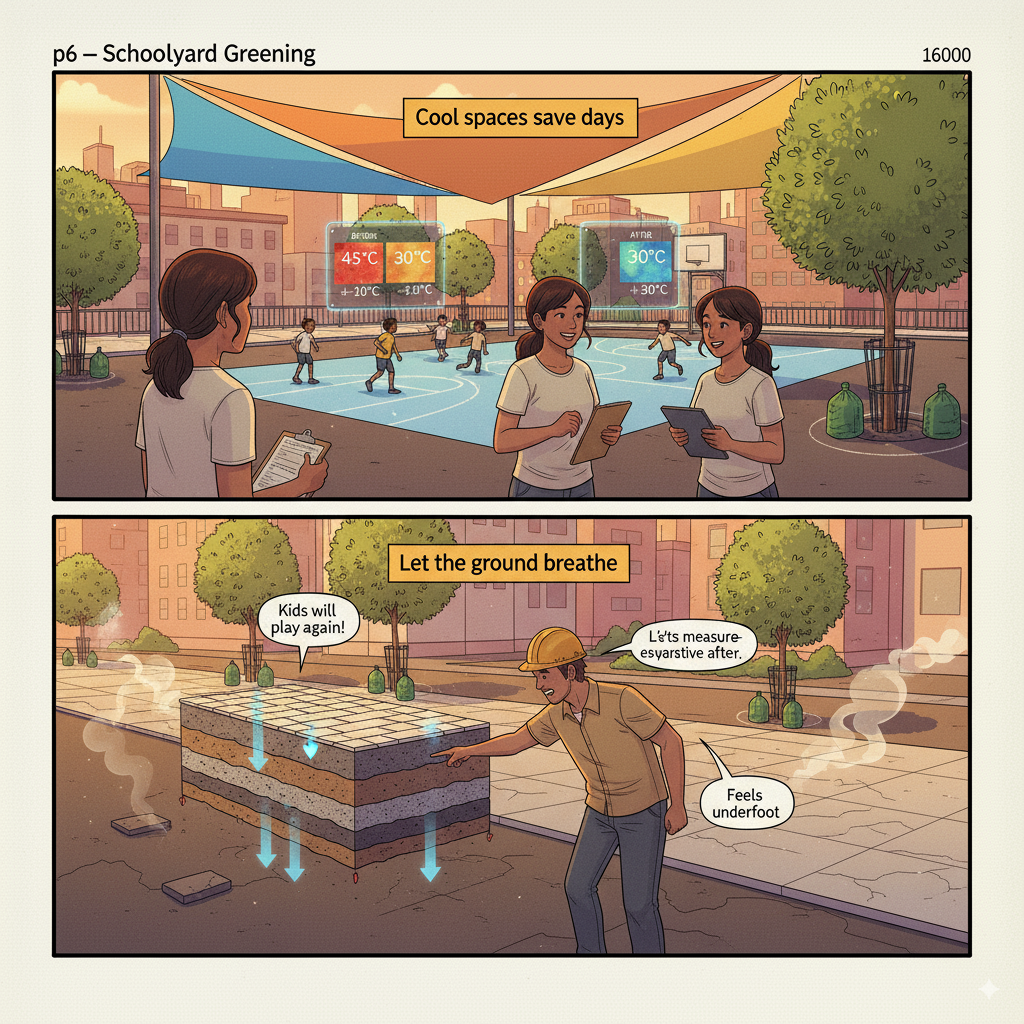 p6 – Schoolyard Greening
16000
Cool spaces save days
45°C 30°C
30°C
30°C
Let the ground breathe
Kids will
play again!
measure-
after.
Feels
underfoot